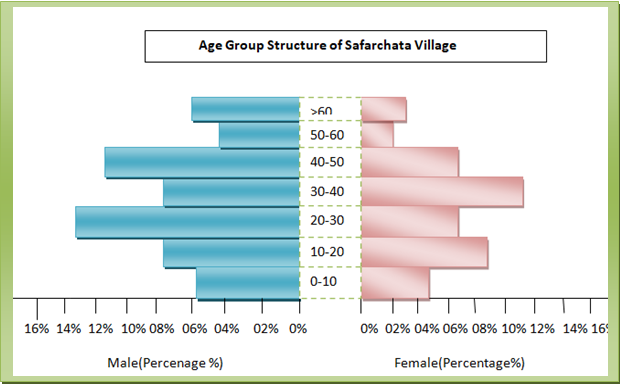 Age Group Structure of Safarchata Village
>60
50-60
40-50
30-40
20-30
10-20
0-10
16% 14% 12% 10% 08% 06% 04% 02% 0% 0% 02% 04% 06% 08% 10% 12% 14% 16%
Male(Percenage %) Female(Percentage%)